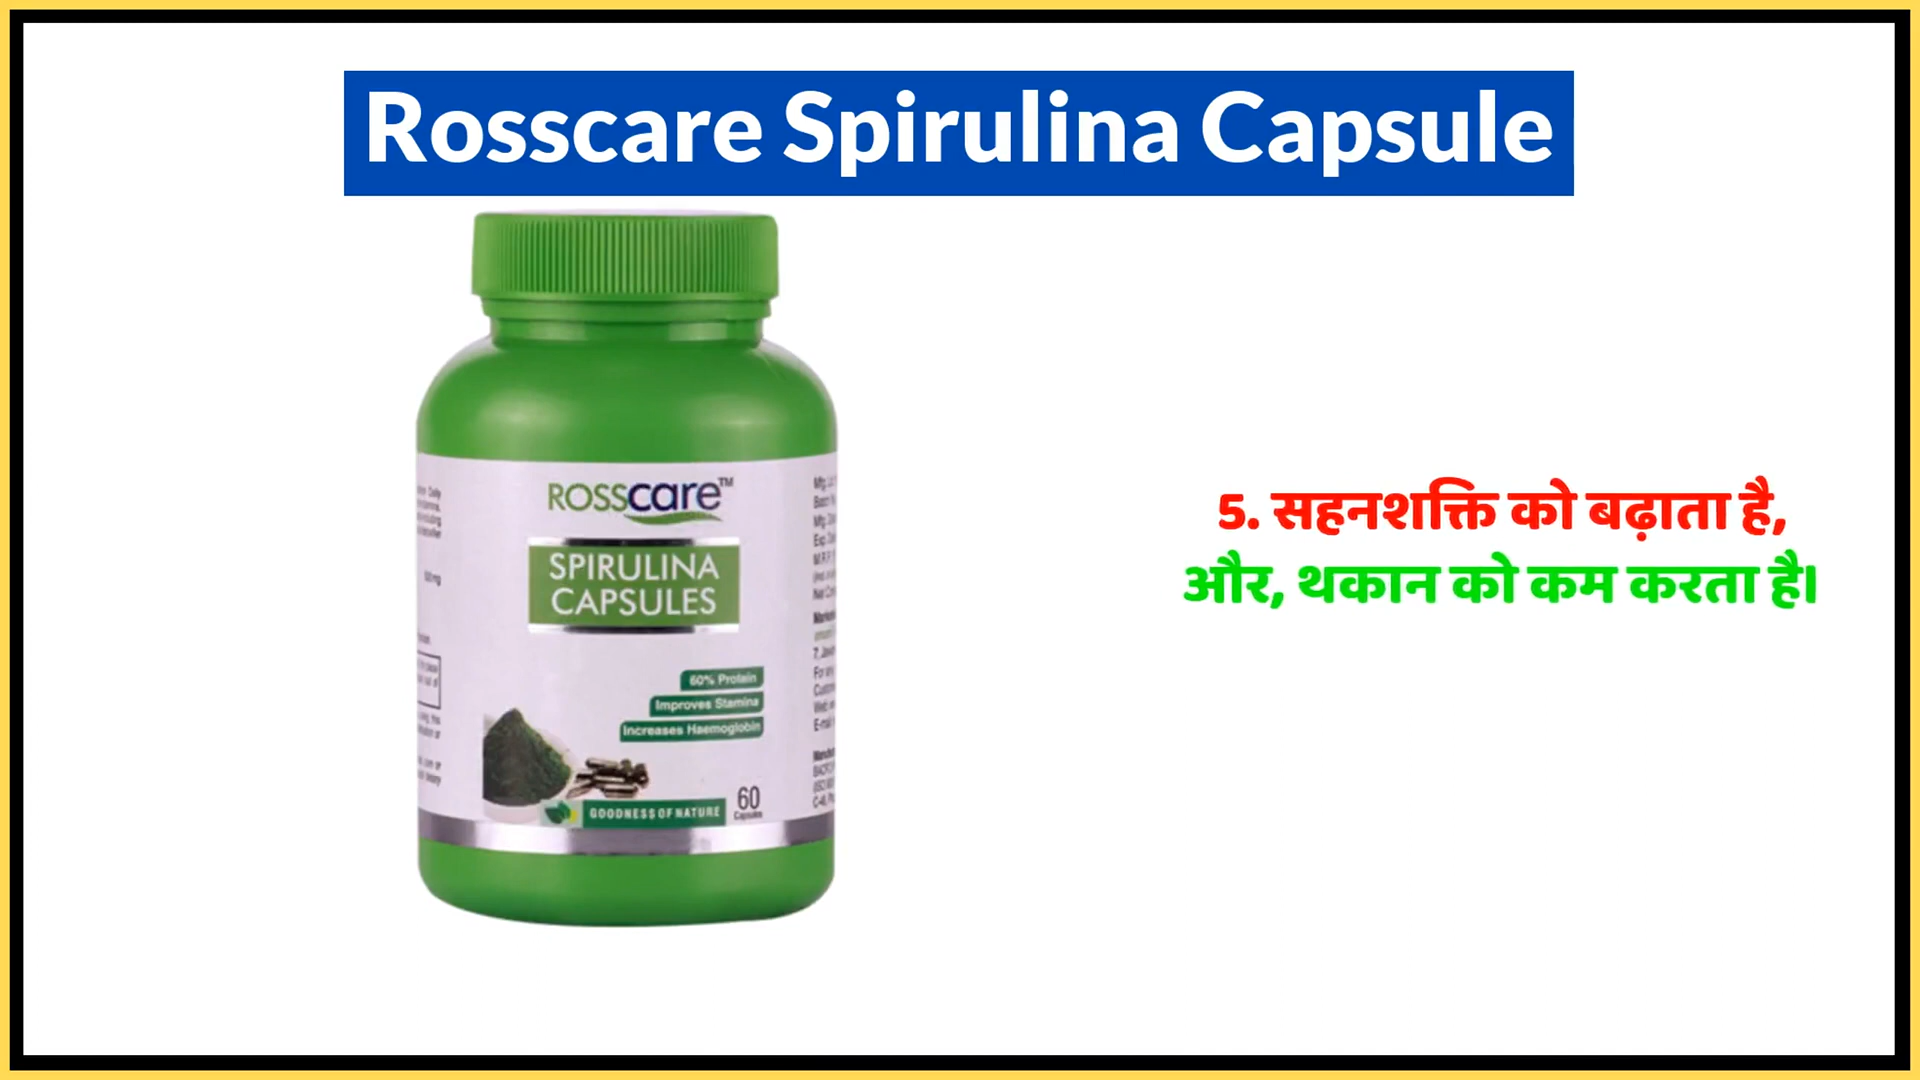 Rosscare Spirulina Capsule
ROSScare™
SPIRULINA
CAPSULES
60% Protein
Improves Stamina
Increases Haemoglobin
GOODNESS OF NATURE
60
Capsules
5. सहनशक्ति को बढ़ाता है,
और, थकान को कम करता है।